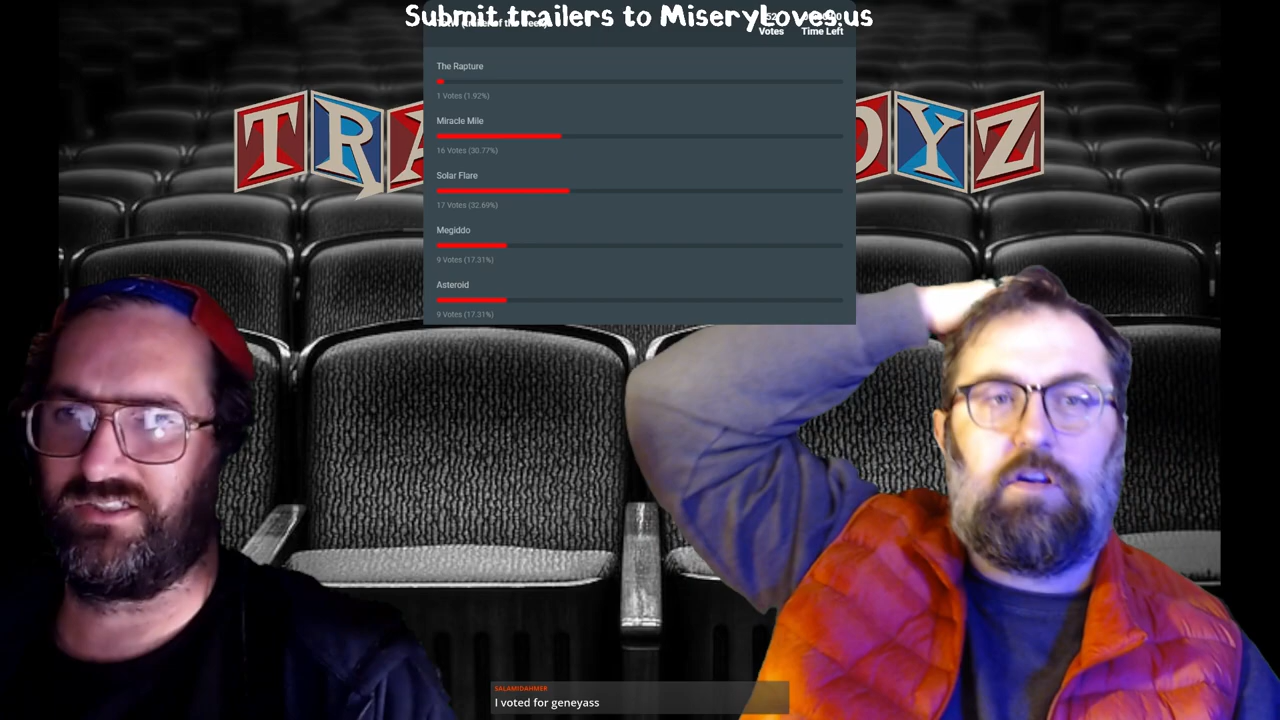 Submit trailers to MiseryLoves.us
Votes Time Left
The Rapture
1 Votes (1.92%)
Miracle Mile
16 Votes (30.77%)
Solar Flare
17 Votes (32.69%)
Megiddo
9 Votes (17.31%)
Asteroid
9 Votes (17.31%)
TRA
OYZ
SALAMIDAHMER
I voted for geneyass